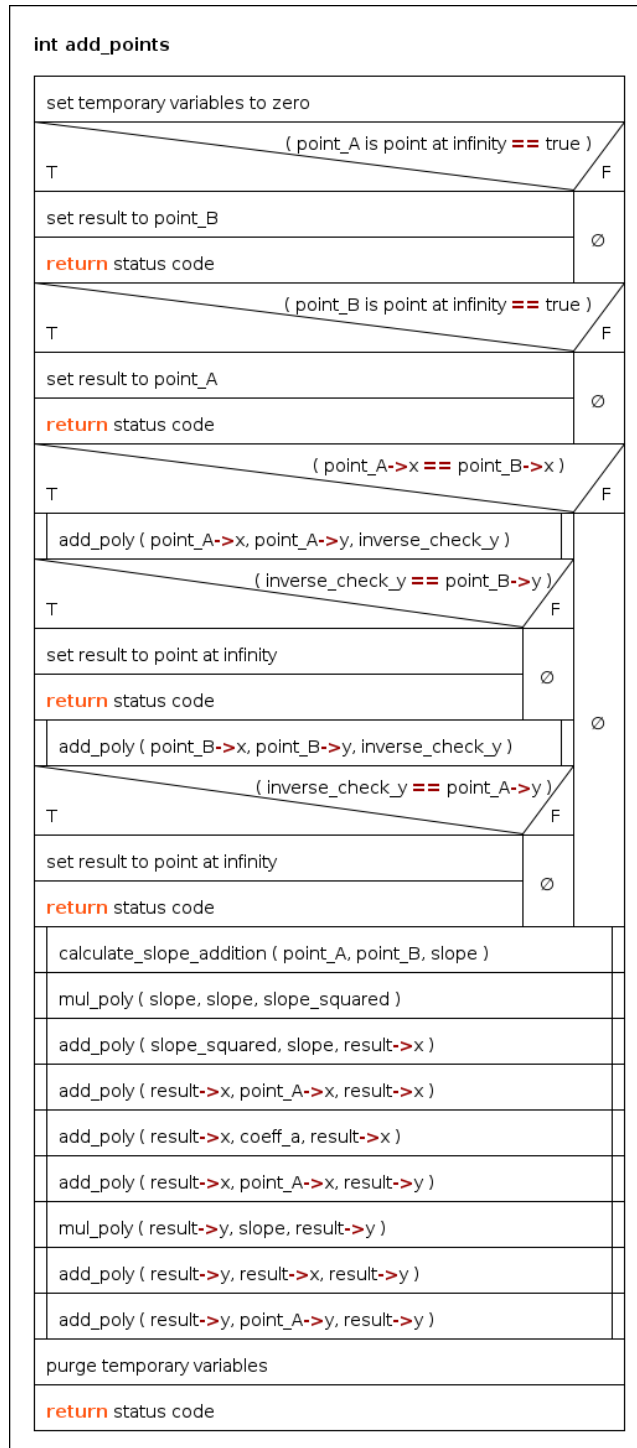 int add_points
set temporary variables to zero
( point_A is point at infinity == true )
T F
set result to point_B
∅
return status code
( point_B is point at infinity == true )
T F
set result to point_A
∅
return status code
( point_A->x == point_B->x )
T F
add_poly ( point_A->x, point_A->y, inverse_check_y )
( inverse_check_y == point_B->y )
T F
set result to point at infinity
∅
return status code
∅
add_poly ( point_B->x, point_B->y, inverse_check_y )
( inverse_check_y == point_A->y )
T F
set result to point at infinity
∅
return status code
calculate_slope_addition ( point_A, point_B, slope )
mul_poly ( slope, slope, slope_squared )
add_poly ( slope_squared, slope, result->x )
add_poly ( result->x, point_A->x, result->x )
add_poly ( result->x, coeff_a, result->x )
add_poly ( result->x, point_A->x, result->y )
mul_poly ( result->y, slope, result->y )
add_poly ( result->y, result->x, result->y )
add_poly ( result->y, point_A->y, result->y )
purge temporary variables
return status code